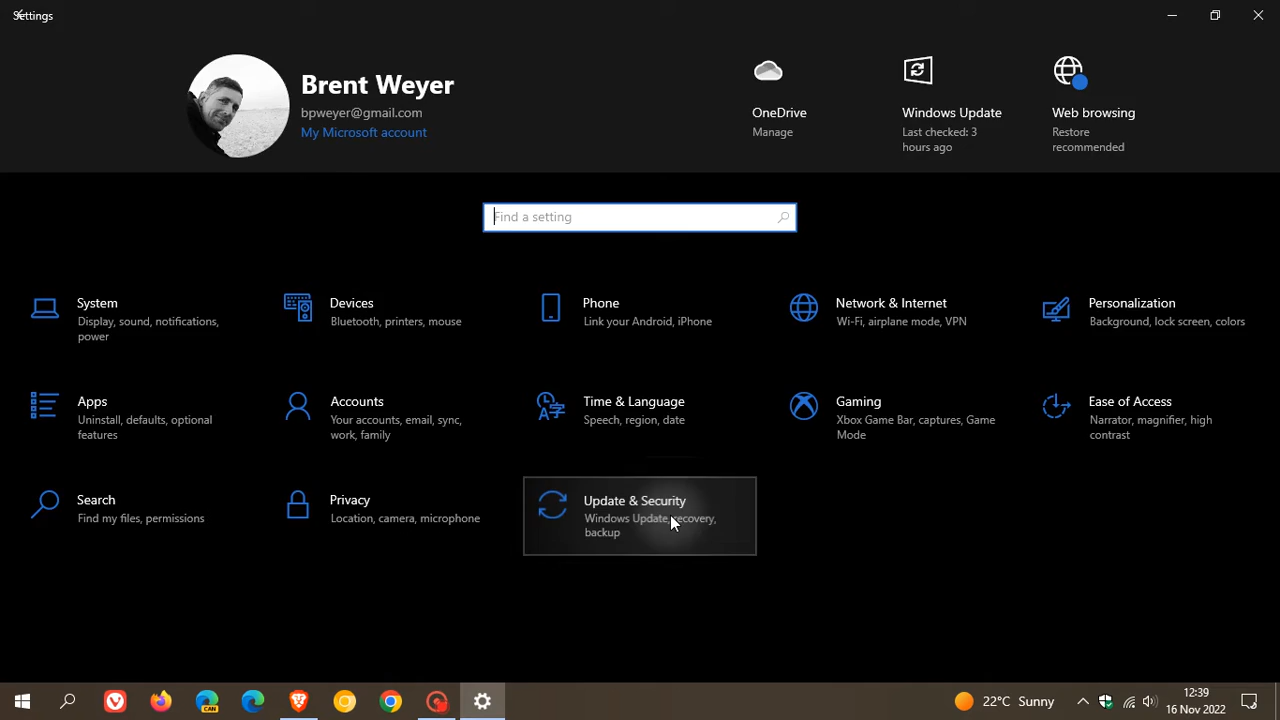 Settings
Brent Weyer
bpweyer@gmail.com
My Microsoft account
OneDrive
Manage
Windows Update
Last checked: 3
hours ago
Web browsing
Restore
recommended
Find a setting
System
Display, sound, notifications,
power
Devices
Bluetooth, printers, mouse
Phone
Link your Android, iPhone
Network & Internet
Wi-Fi, airplane mode, VPN
Personalization
Background, lock screen, colors
Apps
Uninstall, defaults, optional
features
Accounts
Your accounts, email, sync,
work, family
Time & Language
Speech, region, date
Gaming
Xbox Game Bar, captures, Game
Mode
Ease of Access
Narrator, magnifier, high
contrast
Search
Find my files, permissions
Privacy
Location, camera, microphone
Update & Security
Windows Update, recovery,
backup
CAN
22°C Sunny
12:39
16 Nov 2022